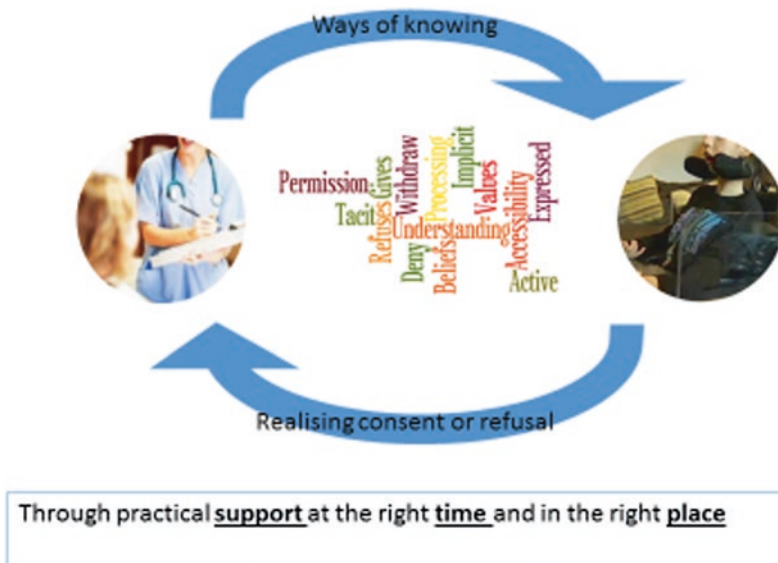 Ways of knowing
Permission
Tacit
Gives
Refuses
Withdraw
Deny
Processing
Understanding
Beliefs
Implicit
Values
Accessibility
Expressed
Active
Realising consent or refusal
Through practical support at the right time and in the right place